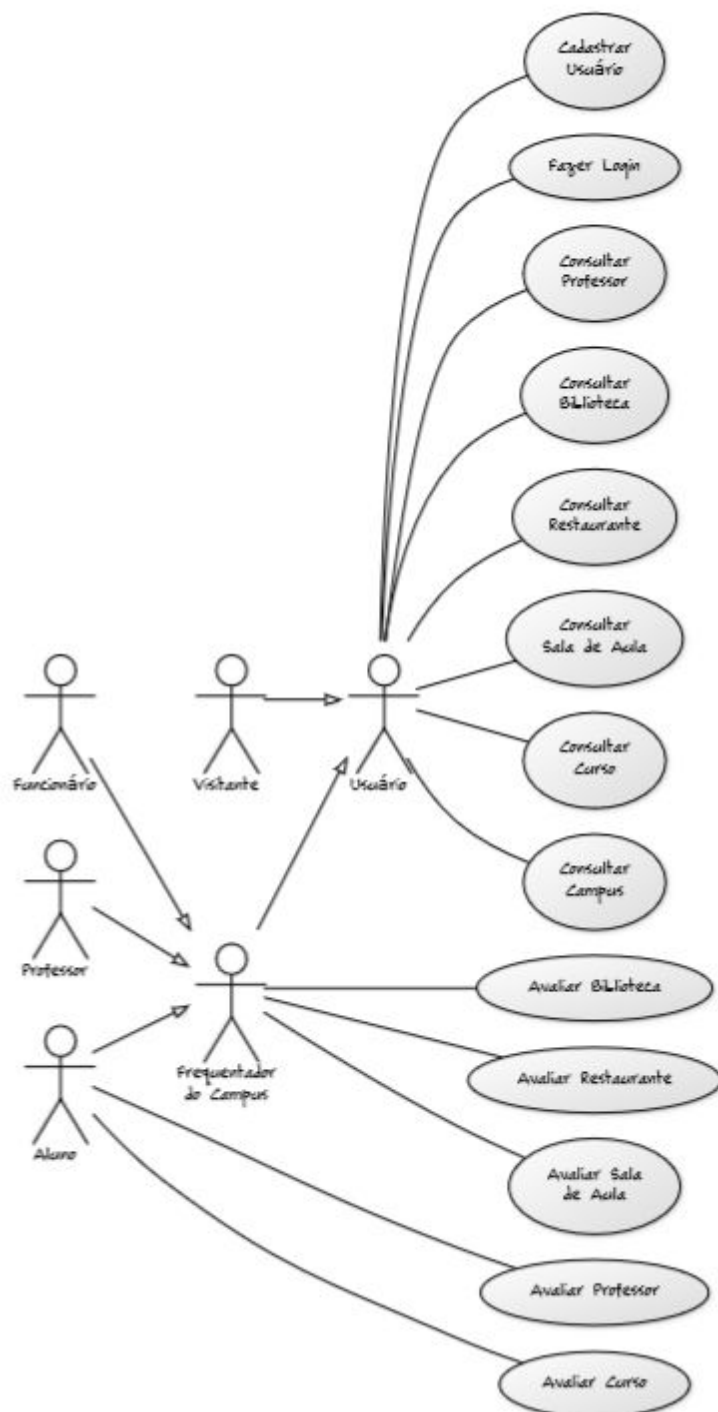 Cadastrar
Usuário
Fazer Login
Consultar
Professor
Consultar
Biblioteca
Consultar
Restaurante
Consultar
Sala de Aula
Funcionário
Visitante
Usuário
Consultar
Curso
Consultar
Campus
Professor
Avaliar Biblioteca
Frequentador
do Campus
Avaliar Restaurante
Aluno
Avaliar Sala
de Aula
Avaliar Professor
Avaliar Curso